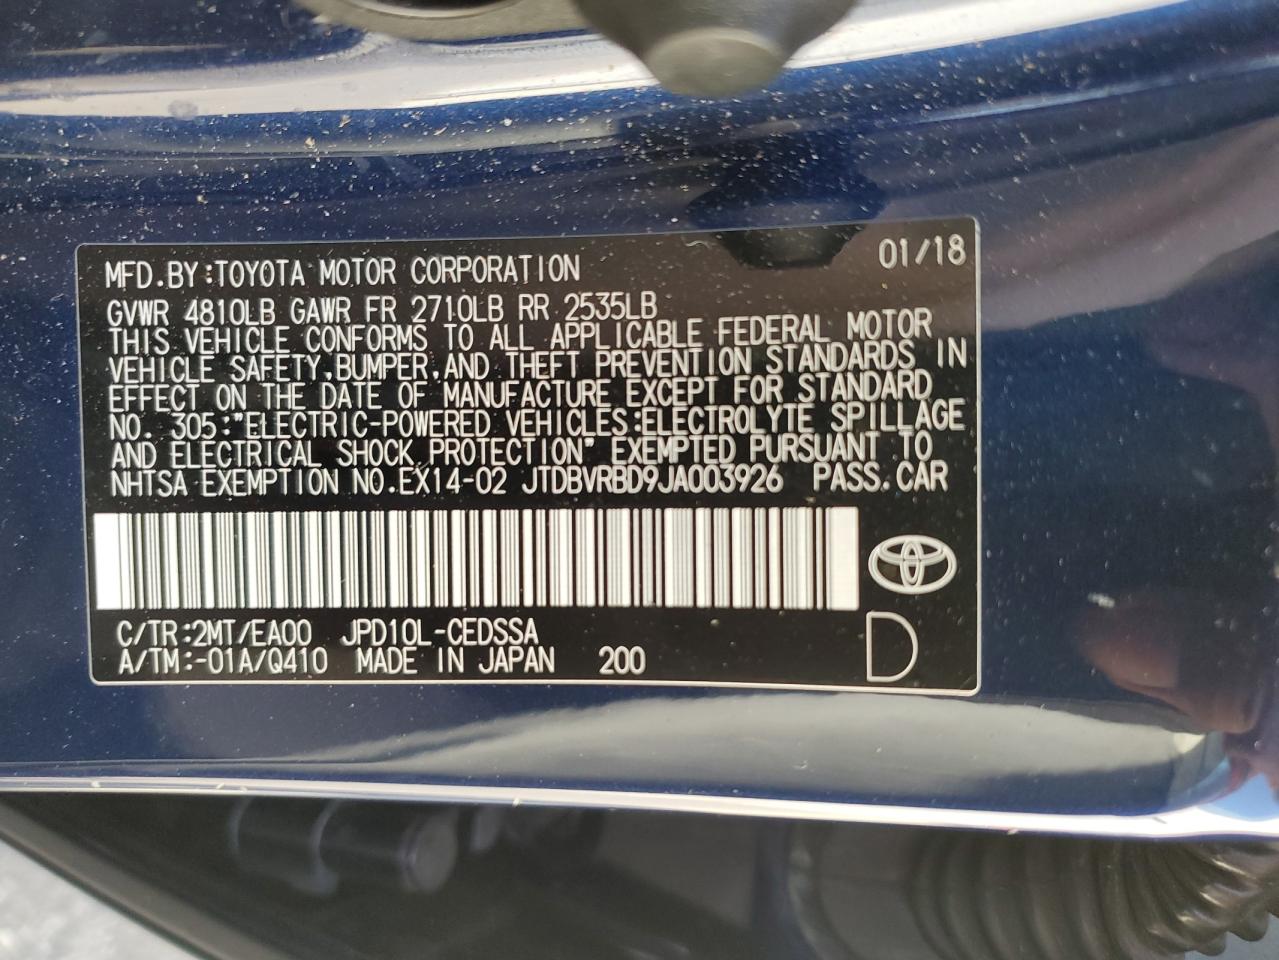 MFD.BY:TOYOTA MOTOR CORPORATION 01/18
GVWR 4810LB GAWR FR 2710LB RR 2535LB
THIS VEHICLE CONFORMS TO ALL APPLICABLE FEDERAL MOTOR
VEHICLE SAFETY,BUMPER,AND THEFT PREVENTION STANDARDS IN
EFFECT ON THE DATE OF MANUFACTURE EXCEPT FOR STANDARD
NO. 305:"ELECTRIC-POWERED VEHICLES:ELECTROLYTE SPILLAGE
AND ELECTRICAL SHOCK PROTECTION" EXEMPTED PURSUANT TO
NHTSA EXEMPTION NO.EX14-02 JTDBVRBD9JA003926 PASS.CAR
C/TR:2MT/EA00 JPD10L-CEDSSA
A/TM:-01A/Q410 MADE IN JAPAN 200
D